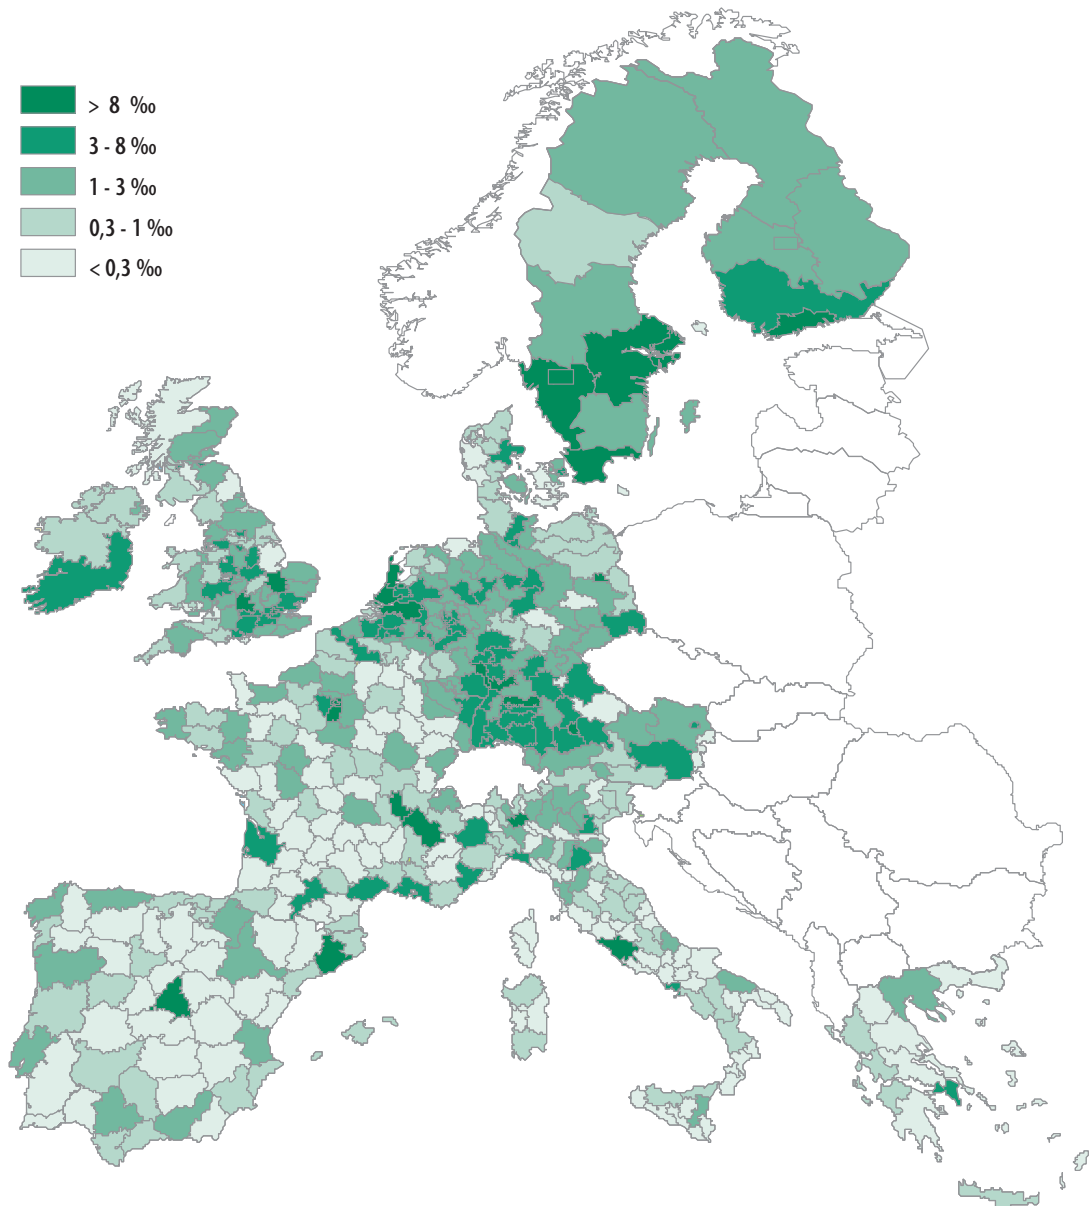 > 8 ‰
3 - 8 ‰
1 - 3 ‰
0,3 - 1 ‰
< 0,3 ‰